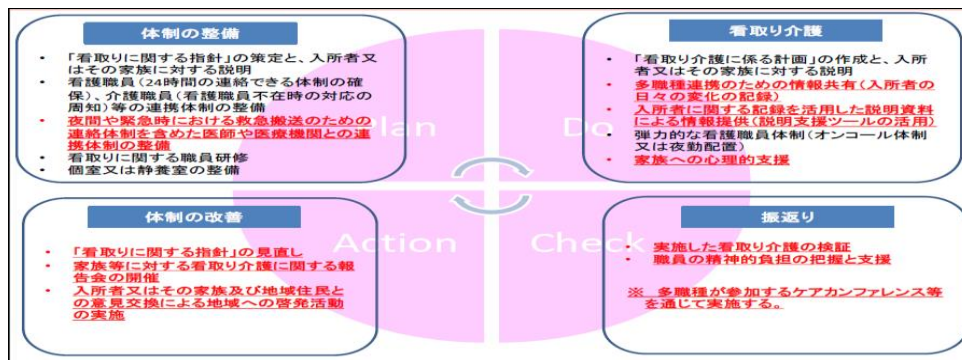 体制の整備
・ 「看取りに関する指針」の策定と、入所者又
はその家族に対する説明
・ 看護職員(24時間の連絡できる体制の確
保)、介護職員(看護職員不在時の対応の
周知)等の連携体制の整備
・ 夜間や緊急時における救急搬送のための
連絡体制を含めた医師や医療機関との連
携体制の整備
・ 看取りに関する職員研修
・ 個室又は静養室の整備
Plan
看取り介護
・ 「看取り介護に係る計画」の作成と、入所
者又はその家族に対する説明
・ 多職種連携のための情報共有(入所者の
日々の変化の記録)
・ 入所者に関する記録を活用した説明資料
による情報提供(説明支援ツールの活用)
・ 弾力的な看護職員体制(オンコール体制
又は夜勤配置)
・ 家族への心理的支援
Do
体制の改善
・ 「看取りに関する指針」の見直し
・ 家族等に対する看取り介護に関する報
告会の開催
・ 入所者又はその家族及び地域住民と
の意見交換による地域への啓発活動
の実施
Action
振返り
・ 実施した看取り介護の検証
・ 職員の精神的負担の把握と支援
※ 多職種が参加するケアカンファレンス等
を通じて実施する。
Check